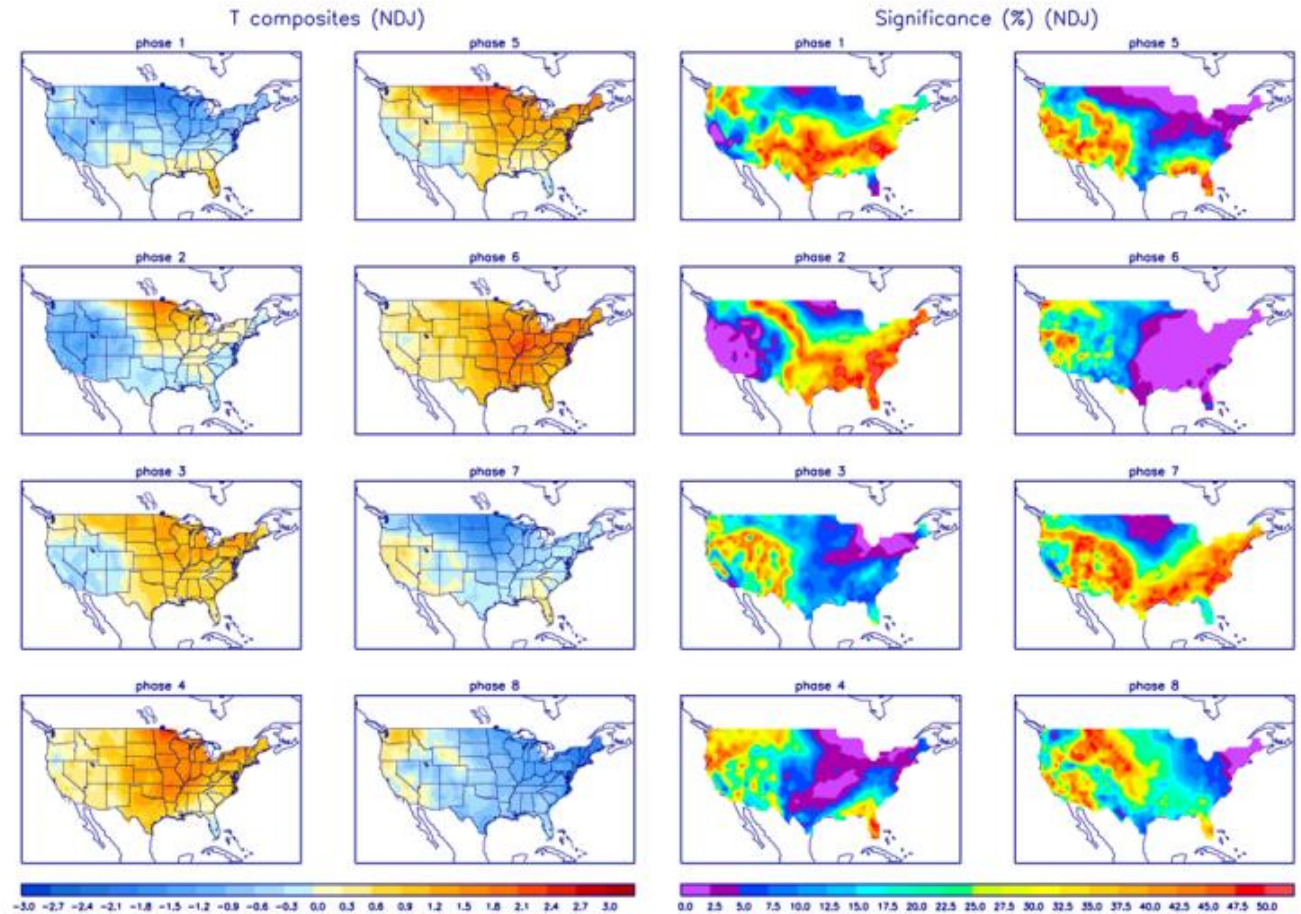 T composites (NDJ)
Significance (%) (NDJ)
phase 1
phase 5
phase 1
phase 5
phase 2
phase 6
phase 2
phase 6
phase 3
phase 7
phase 3
phase 7
phase 4
phase 8
phase 4
phase 8
-3.0 -2.7 -2.4 -2.1 -1.8 -1.5 -1.2 -0.9 -0.6 -0.3 0.0 0.3 0.6 0.9 1.2 1.5 1.8 2.1 2.4 2.7 3.0
0.0 2.5 5.0 7.5 10.0 12.5 15.0 17.5 20.0 22.5 25.0 27.5 30.0 32.5 35.0 37.5 40.0 42.5 45.0 47.5 50.0